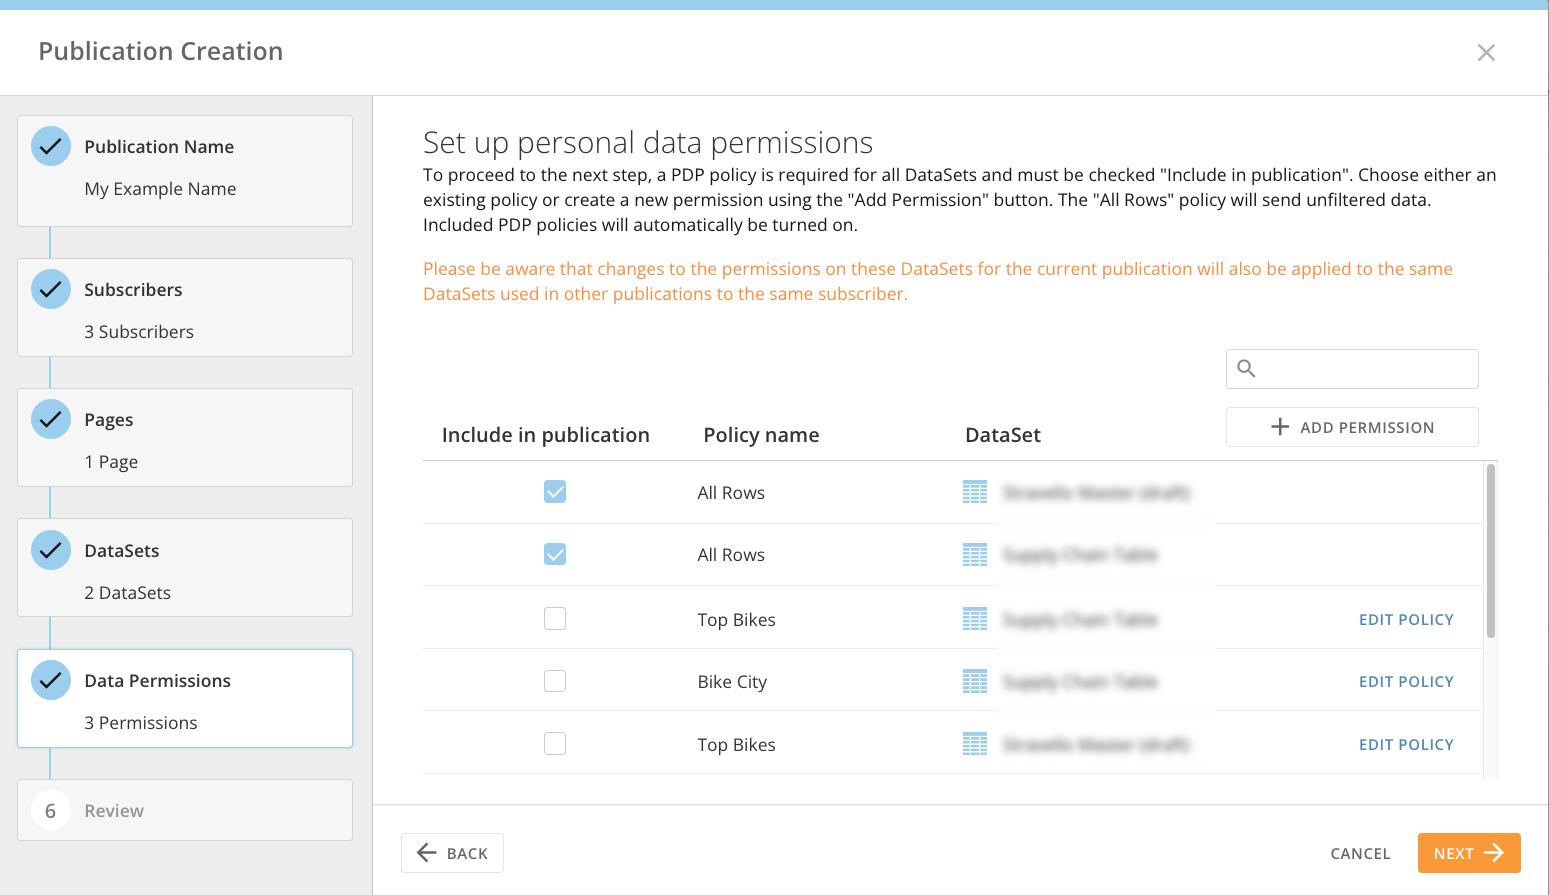 Publication Creation
Publication Name
My Example Name
Subscribers
3 Subscribers
Pages
1 Page
DataSets
2 DataSets
Data Permissions
3 Permissions
6 Review
Set up personal data permissions
To proceed to the next step, a PDP policy is required for all DataSets and must be checked "Include in publication". Choose either an
existing policy or create a new permission using the "Add Permission" button. The "All Rows" policy will send unfiltered data.
Included PDP policies will automatically be turned on.
Please be aware that changes to the permissions on these DataSets for the current publication will also be applied to the same
DataSets used in other publications to the same subscriber.
ADD PERMISSION
Include in publication Policy name DataSet
All Rows
All Rows
Top Bikes EDIT POLICY
Bike City EDIT POLICY
Top Bikes EDIT POLICY
BACK CANCEL NEXT